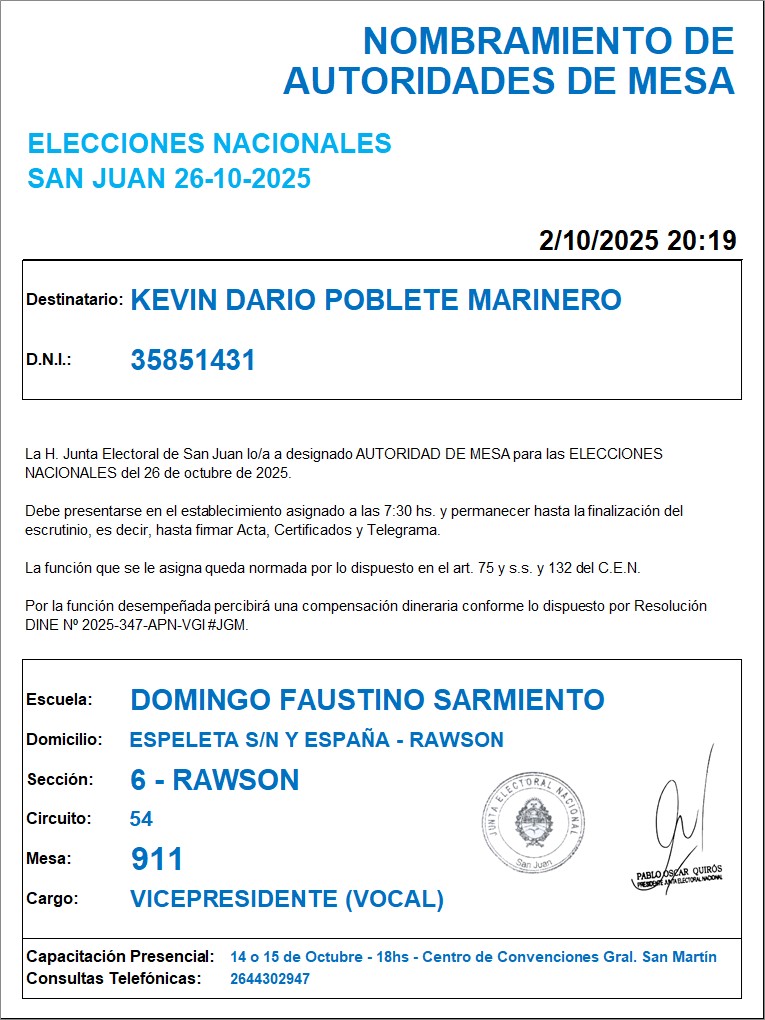 NOMBRAMIENTO DE
AUTORIDADES DE MESA
ELECCIONES NACIONALES
SAN JUAN 26-10-2025
2/10/2025 20:19
Destinatario: KEVIN DARIO POBLETE MARINERO
D.N.I.: 35851431
La H. Junta Electoral de San Juan lo/a a designado AUTORIDAD DE MESA para las ELECCIONES
NACIONALES del 26 de octubre de 2025.
Debe presentarse en el establecimiento asignado a las 7:30 hs. y permanecer hasta la finalización del
escrutinio, es decir, hasta firmar Acta, Certificados y Telegrama.
La función que se le asigna queda normada por lo dispuesto en el art. 75 y s.s. y 132 del C.E.N.
Por la función desempeñada percibirá una compensación dineraria conforme lo dispuesto por Resolución
DINE Nº 2025-347-APN-VGI#JGM.
Escuela: DOMINGO FAUSTINO SARMIENTO
Domicilio: ESPELETA S/N Y ESPAÑA - RAWSON
Sección: 6 - RAWSON
Circuito: 54
Mesa: 911
Cargo: VICEPRESIDENTE (VOCAL)
JUNTA ELECTORAL NACIONAL
San Juan
PABLO OSCAR QUIRÓS
PRESIDENTE JUNTA ELECTORAL NACIONAL
Capacitación Presencial: 14 o 15 de Octubre - 18hs - Centro de Convenciones Gral. San Martín
Consultas Telefónicas: 2644302947